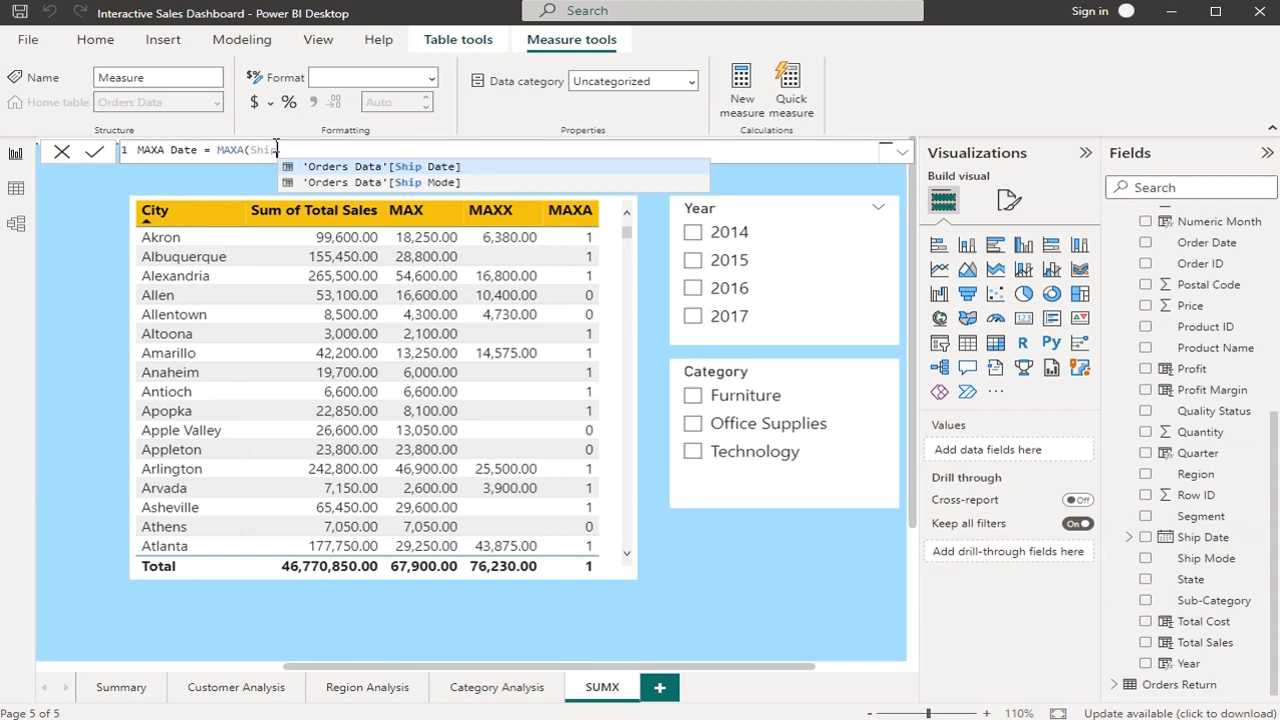 Interactive Sales Dashboard - Power BI Desktop
Search
Sign in
File Home Insert Modeling View Help Table tools Measure tools
Name Measure
Home table Orders Data
Structure
Format
$ % Auto
Formatting
Data category Uncategorized
New measure
Quick measure
Calculations
1 MAXA Date = MAXA(Ship
'Orders Data'[Ship Date]
'Orders Data'[Ship Mode]
City Sum of Total Sales MAX MAXX MAXA
Akron 99,600.00 18,250.00 6,380.00 1
Albuquerque 155,450.00 28,800.00 1
Alexandria 265,500.00 54,600.00 16,800.00 1
Allen 53,100.00 16,600.00 10,400.00 0
Allentown 8,500.00 4,300.00 4,730.00 0
Altoona 3,000.00 2,100.00 1
Amarillo 42,200.00 13,250.00 14,575.00 1
Anaheim 19,700.00 6,000.00 1
Antioch 6,600.00 6,600.00 1
Apopka 22,850.00 8,100.00 1
Apple Valley 26,600.00 13,050.00 0
Appleton 23,800.00 23,800.00 0
Arlington 242,800.00 46,900.00 25,500.00 1
Arvada 7,150.00 2,600.00 3,900.00 1
Asheville 65,450.00 29,600.00 1
Athens 7,050.00 7,050.00 0
Atlanta 177,750.00 29,250.00 43,875.00 1
Total 46,770,850.00 67,900.00 76,230.00 1
Year
2014
2015
2016
2017
Category
Furniture
Office Supplies
Technology
Visualizations
Build visual
R Py
Values
Add data fields here
Drill through
Cross-report Off
Keep all filters On
Add drill-through fields here
Fields
Search
Numeric Month
Order Date
Order ID
Postal Code
Price
Product ID
Product Name
Profit
Profit Margin
Quality Status
Quantity
Quarter
Region
Row ID
Segment
Ship Date
Ship Mode
State
Sub-Category
Total Cost
Total Sales
Year
Orders Return
Summary Customer Analysis Region Analysis Category Analysis SUMX
Page 5 of 5
110%
Update available (click to download)